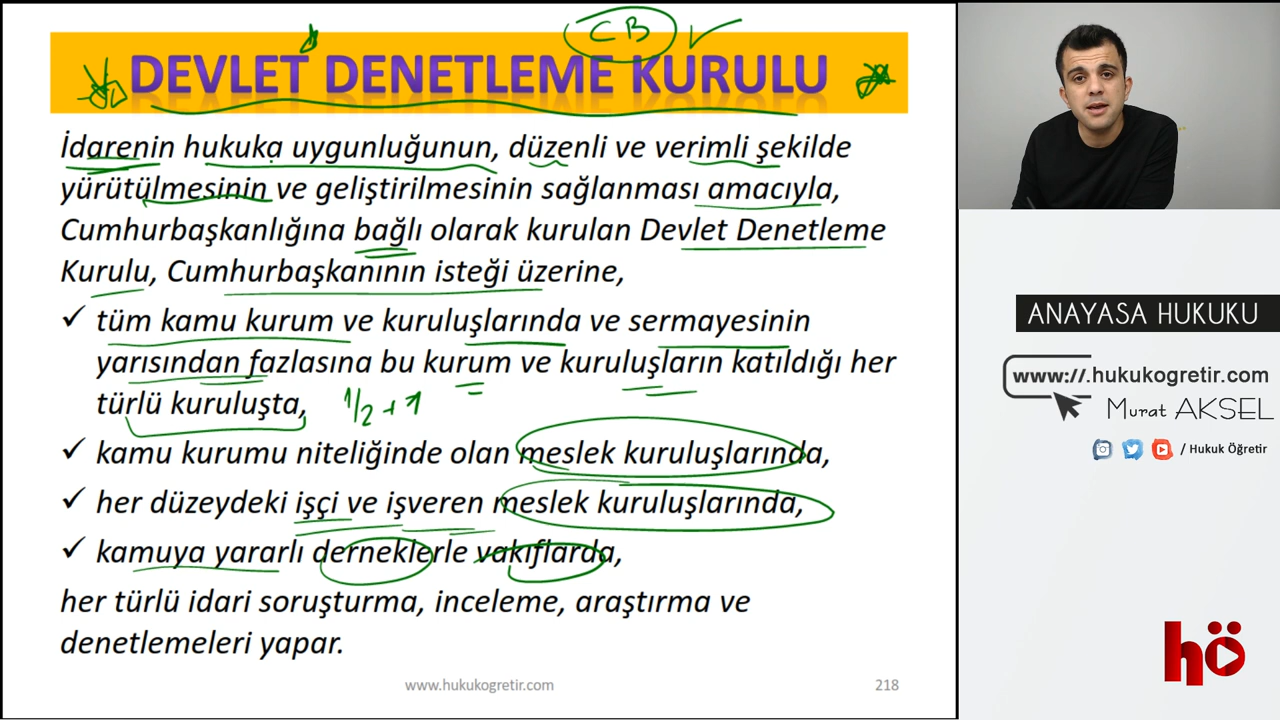 CB
DEVLET DENETLEME KURULU
İdarenin hukuka uygunluğunun, düzenli ve verimli şekilde
yürütülmesinin ve geliştirilmesinin sağlanması amacıyla,
Cumhurbaşkanlığına bağlı olarak kurulan Devlet Denetleme
Kurulu, Cumhurbaşkanının isteği üzerine,
✓ tüm kamu kurum ve kuruluşlarında ve sermayesinin
yarısından fazlasına bu kurum ve kuruluşların katıldığı her
türlü kuruluşta, 1/2 + 1
✓ kamu kurumu niteliğinde olan meslek kuruluşlarında,
✓ her düzeydeki işçi ve işveren meslek kuruluşlarında,
✓ kamuya yararlı derneklerle vakıflarda,
her türlü idari soruşturma, inceleme, araştırma ve
denetlemeleri yapar.
www.hukukogretir.com
218
ANAYASA HUKUKU
www://.hukukogretir.com
Murat AKSEL
/ Hukuk Öğretir
hö